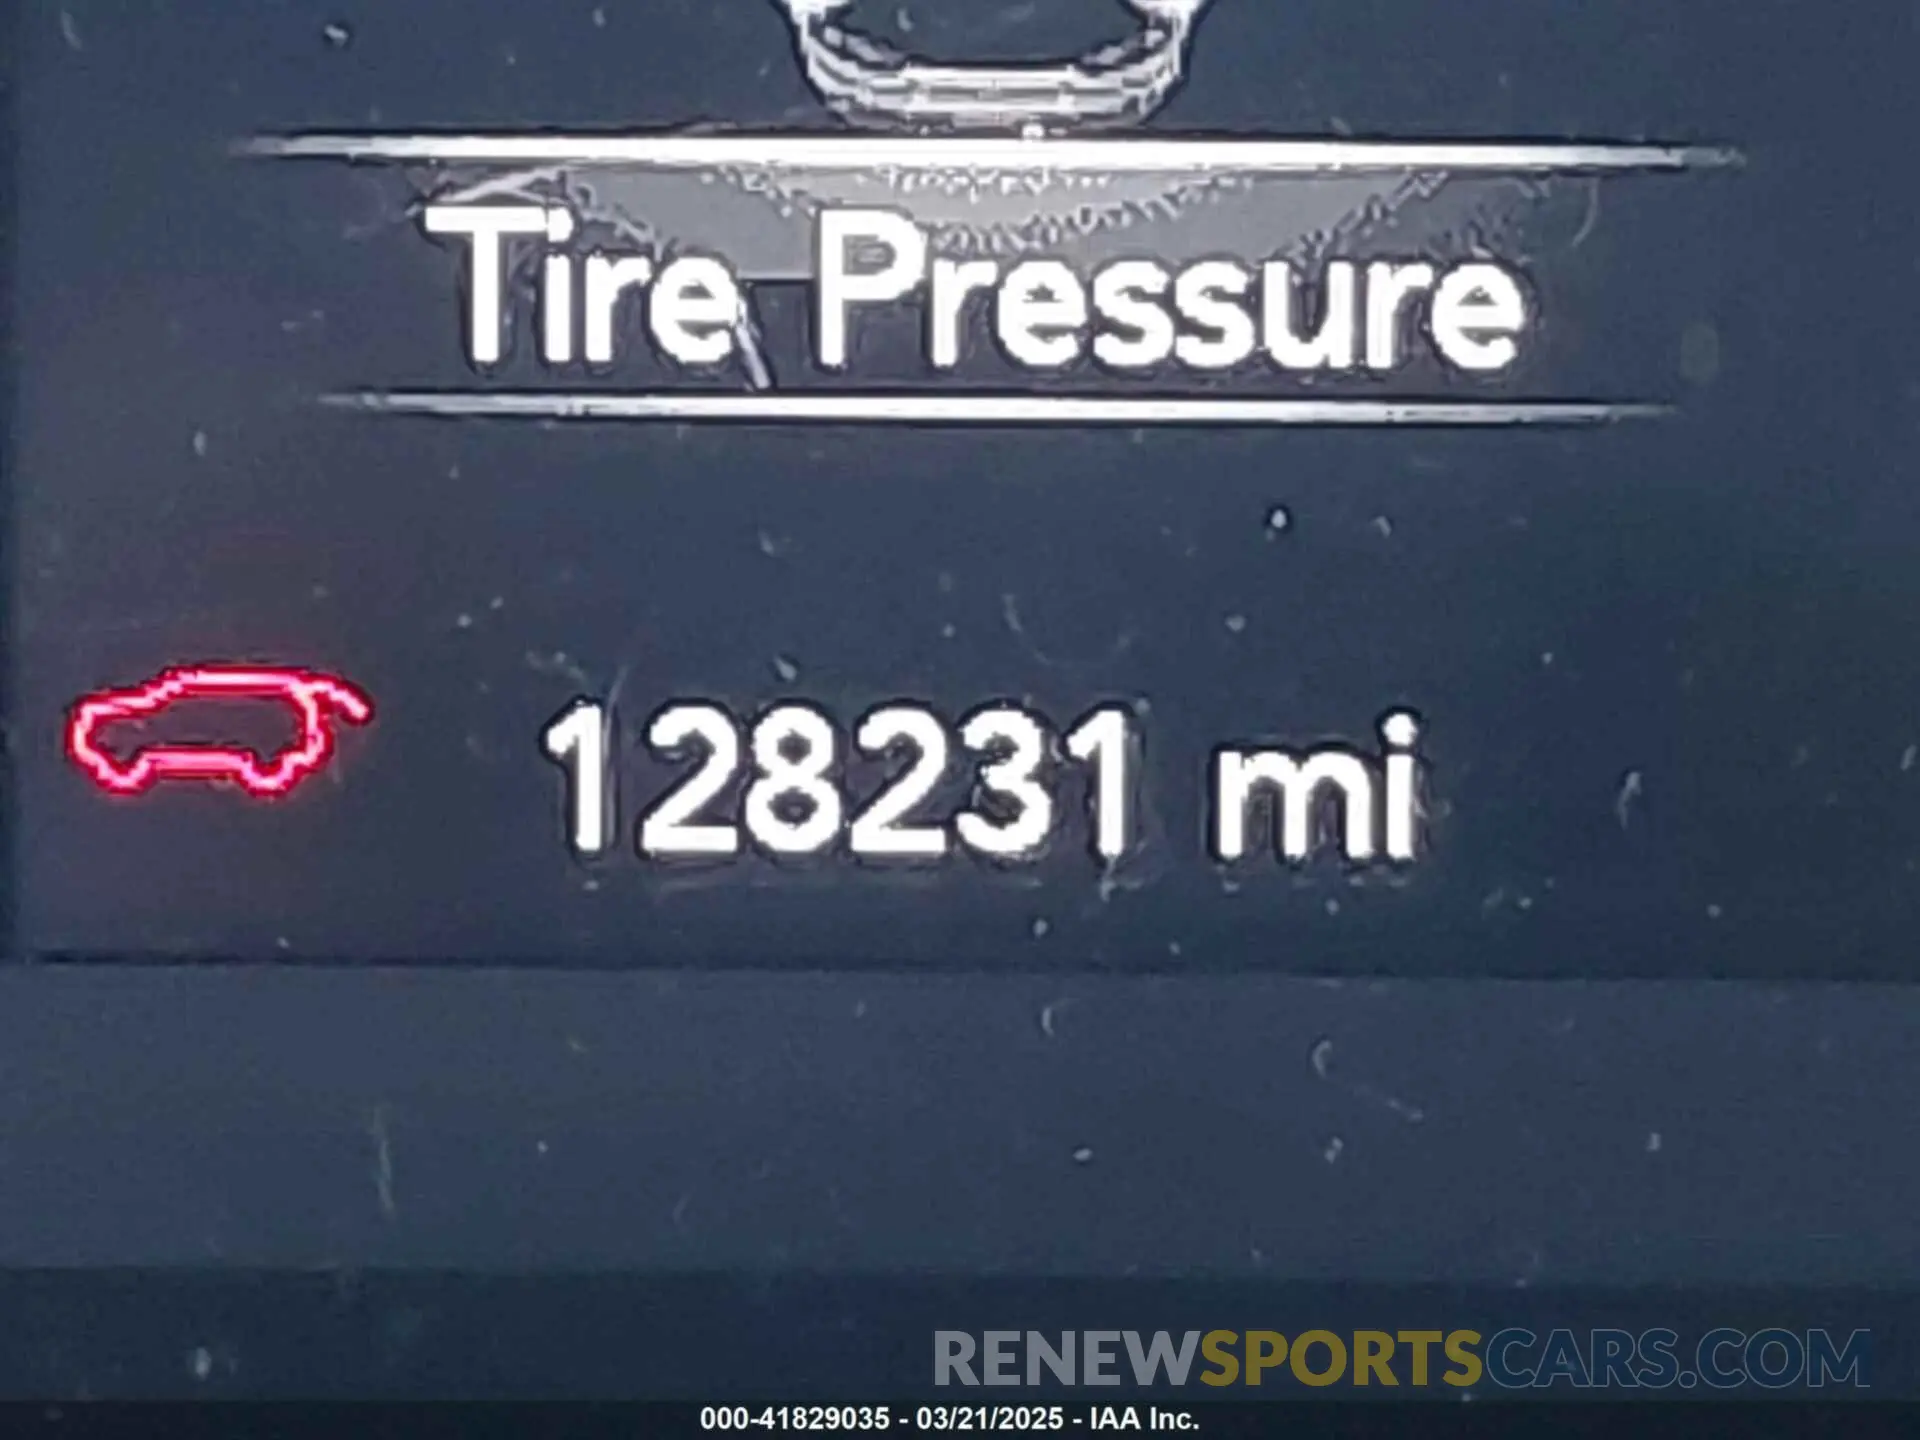 Tire Pressure
128231 mi
RENEWSPORTSCARS.COM
000-41829035 - 03/21/2025 - IAA Inc.